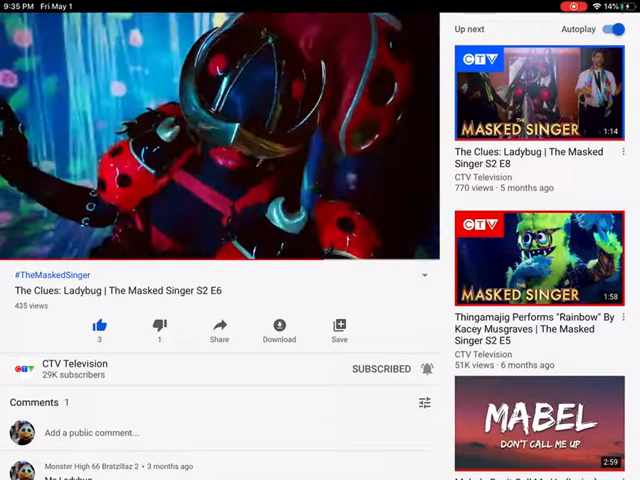 9:35 PM Fri May 1
14%
Up next
Autoplay
CTV
THE
MASKED SINGER
1:14
The Clues: Ladybug | The Masked
Singer S2 E8
CTV Television
770 views · 5 months ago
CTV
THE
MASKED SINGER
1:58
Thingamajig Performs "Rainbow" By
Kacey Musgraves | The Masked
Singer S2 E5
CTV Television
51K views · 6 months ago
MABEL
DON'T CALL ME UP
2:59
#TheMaskedSinger
The Clues: Ladybug | The Masked Singer S2 E6
435 views
3
1
Share
Download
Save
CTV
CTV Television
29K subscribers
SUBSCRIBED
Comments 1
Add a public comment...
Monster High 66 Bratzillaz 2 • 3 months ago